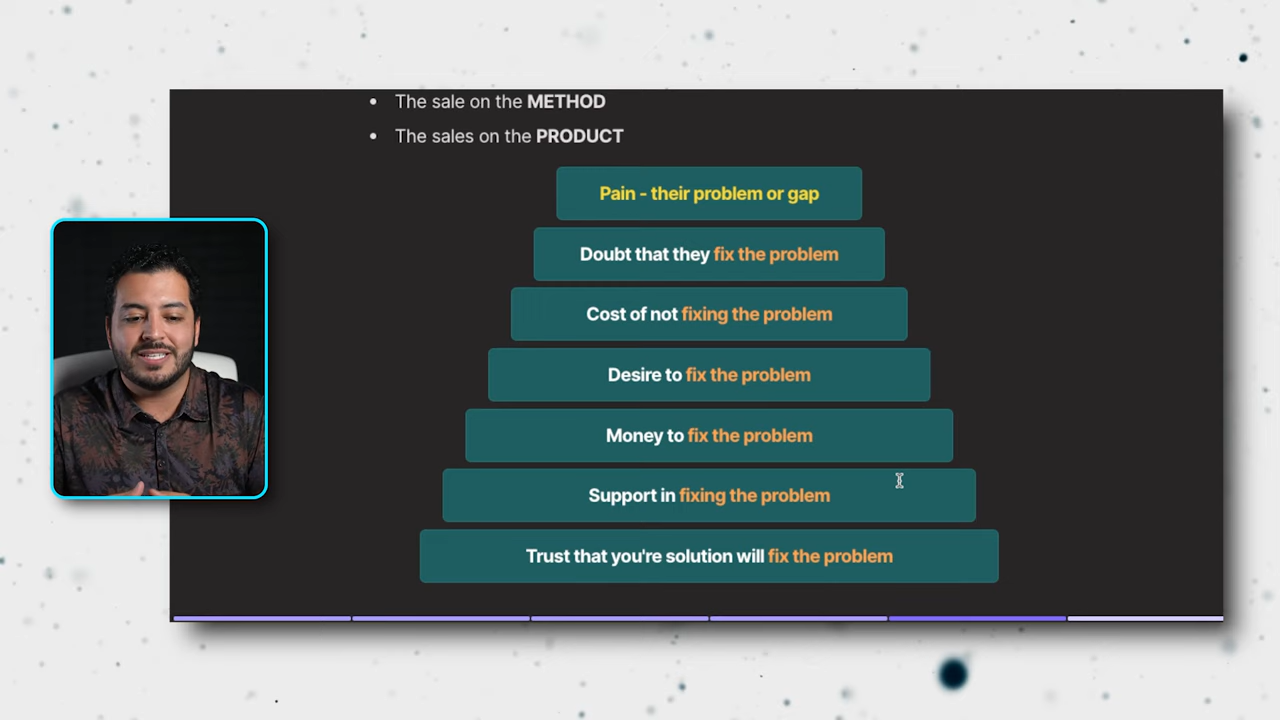 The sale on the METHOD
The sales on the PRODUCT
Pain - their problem or gap
Doubt that they fix the problem
Cost of not fixing the problem
Desire to fix the problem
Money to fix the problem
Support in fixing the problem
Trust that you're solution will fix the problem